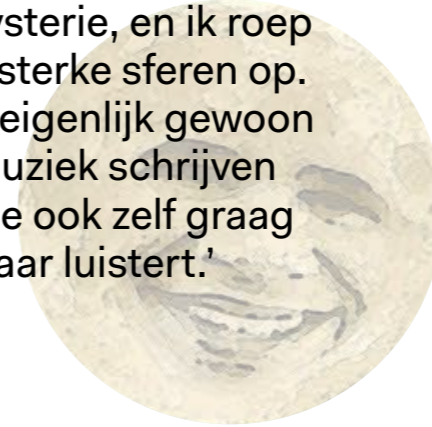 ysterie, en ik roep
sterke sferen op.
eigenlijk gewoon
uziek schrijven
e ook zelf graag
aar luistert.’